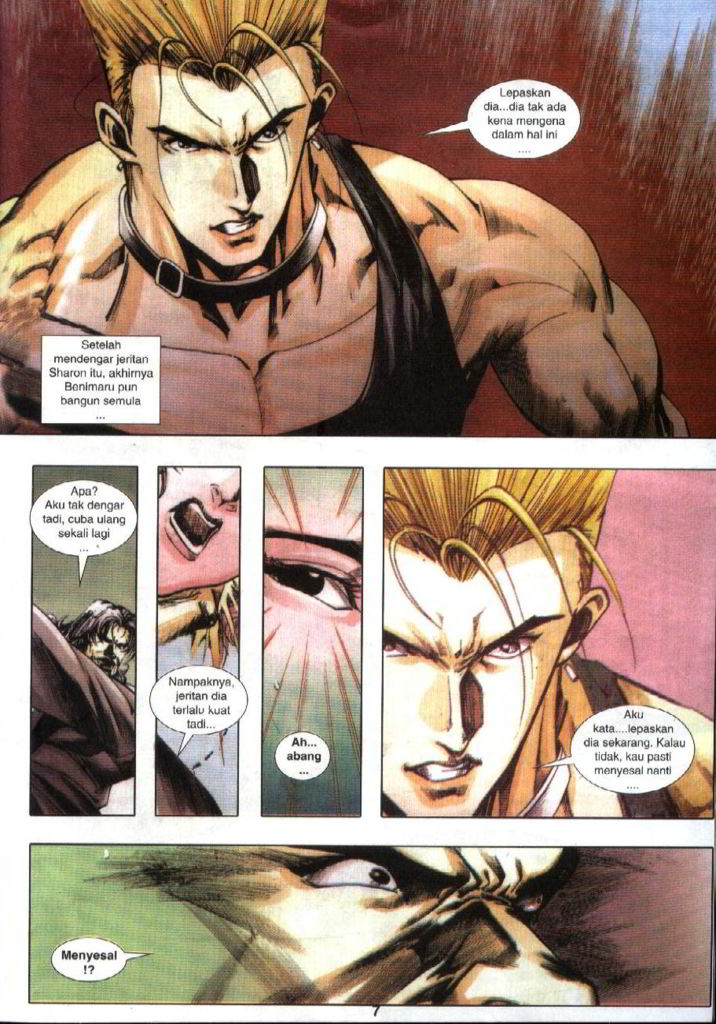 Lepaskan
dia...dia tak ada
kena mengena
dalam hal ini
....
Setelah
mendengar jeritan
Sharon itu, akhirnya
Benimaru pun
bangun semula
...
Apa?
Aku tak dengar
tadi, cuba ulang
sekali lagi
...
Nampaknya,
jeritan dia
terlalu kuat
tadi...
Ah...
abang
...
Aku
kata....lepaskan
dia sekarang. Kalau
tidak, kau pasti
menyesal nanti
....
Menyesal
!?
7